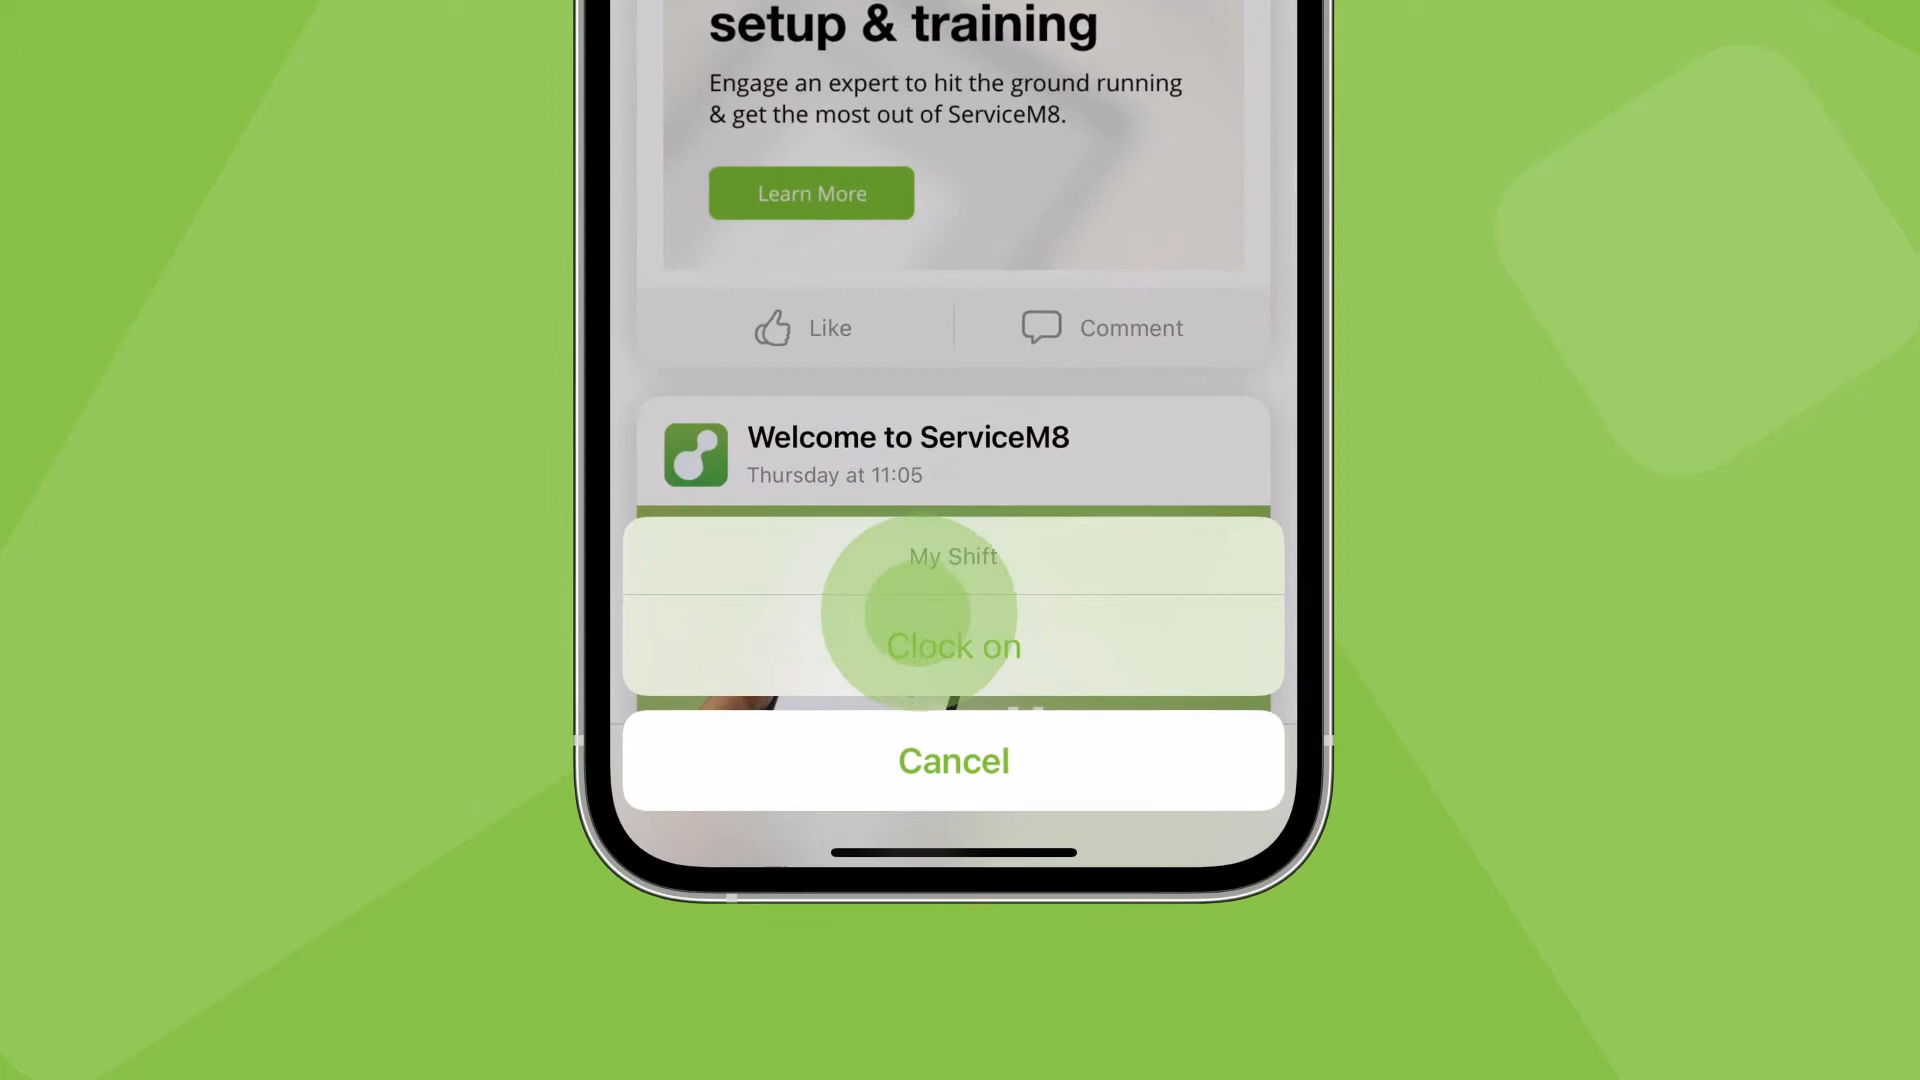 setup & training
Engage an expert to hit the ground running
& get the most out of ServiceM8.
Learn More
Like
Comment
Welcome to ServiceM8
Thursday at 11:05
My Shift
Clock on
Cancel